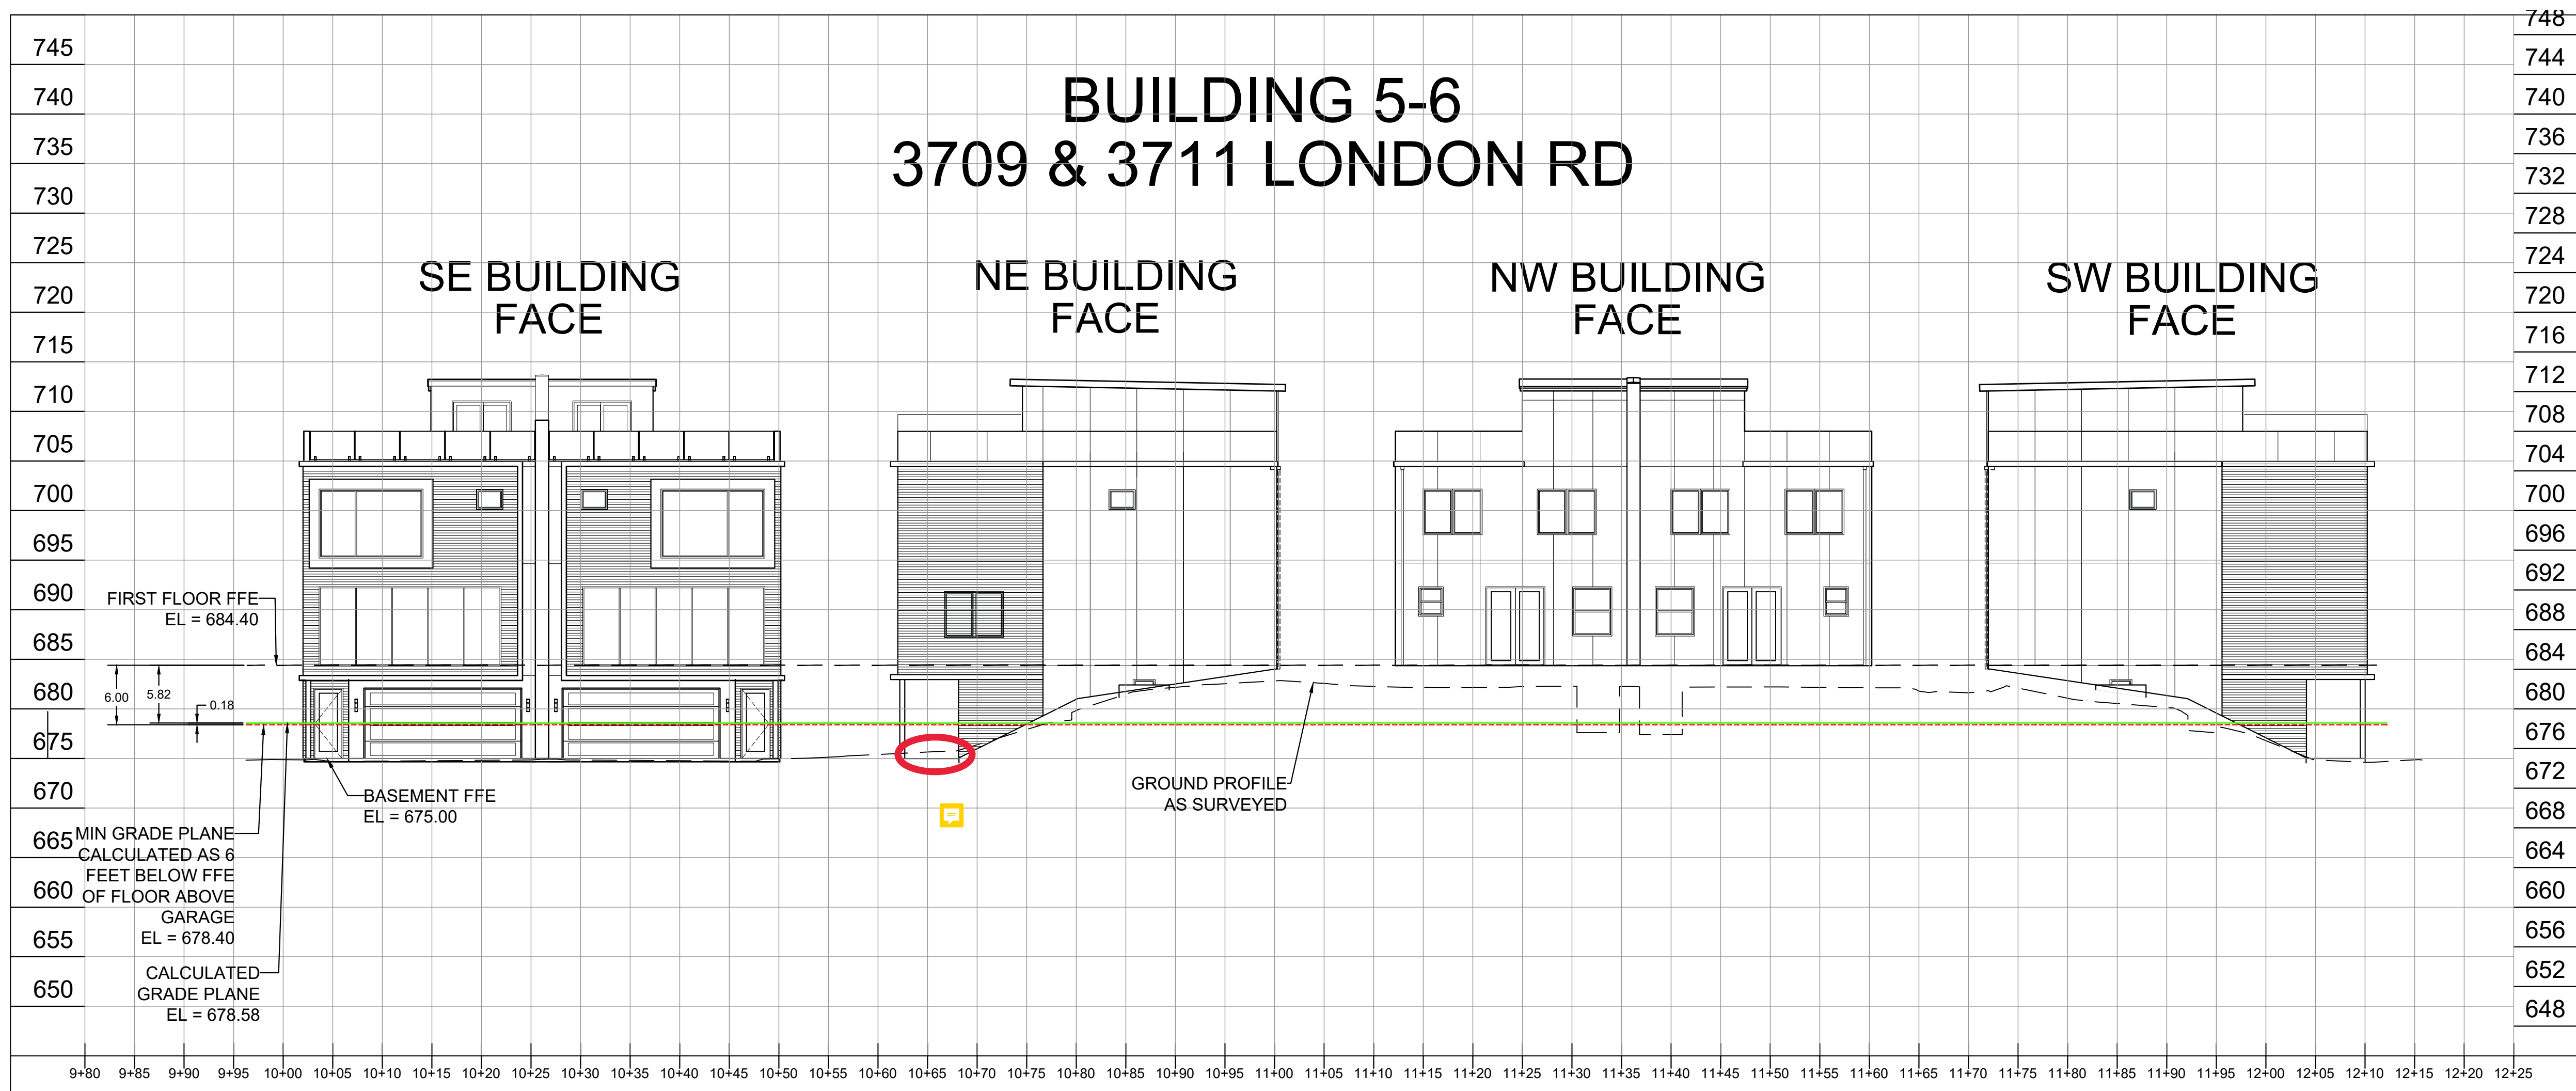 BUILDING 5-6
3709 & 3711 LONDON RD
SE BUILDING
FACE
NE BUILDING
FACE
NW BUILDING
FACE
SW BUILDING
FACE
745
740
735
730
725
720
715
710
705
700
695
690
685
680
675
670
665
660
655
650
748
744
740
736
732
728
724
720
716
712
708
704
700
696
692
688
684
680
676
672
668
664
660
656
652
648
FIRST FLOOR FFE
EL = 684.40
6.00
5.82
0.18
BASEMENT FFE
EL = 675.00
MIN GRADE PLANE
CALCULATED AS 6
FEET BELOW FFE
OF FLOOR ABOVE
GARAGE
EL = 678.40
CALCULATED
GRADE PLANE
EL = 678.58
GROUND PROFILE
AS SURVEYED
9+80 9+85 9+90 9+95 10+00 10+05 10+10 10+15 10+20 10+25 10+30 10+35 10+40 10+45 10+50 10+55 10+60 10+65 10+70 10+75 10+80 10+85 10+90 10+95 11+00 11+05 11+10 11+15 11+20 11+25 11+30 11+35 11+40 11+45 11+50 11+55 11+60 11+65 11+70 11+75 11+80 11+85 11+90 11+95 12+00 12+05 12+10 12+15 12+20 12+25